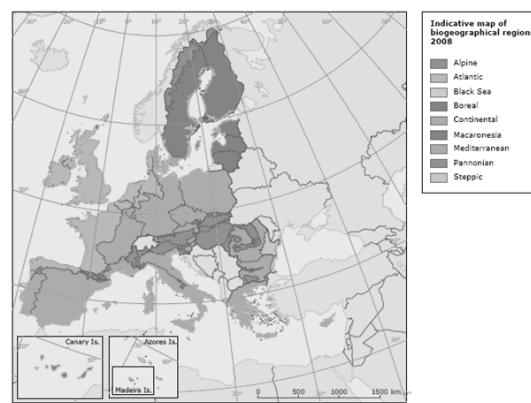 Indicative map of
biogeographical regions
2008
Alpine
Atlantic
Black Sea
Boreal
Continental
Macaronesia
Mediterranean
Pannonian
Steppic
Canary Is.
Azores Is.
Madeira Is.
0 500 1000 1500 km